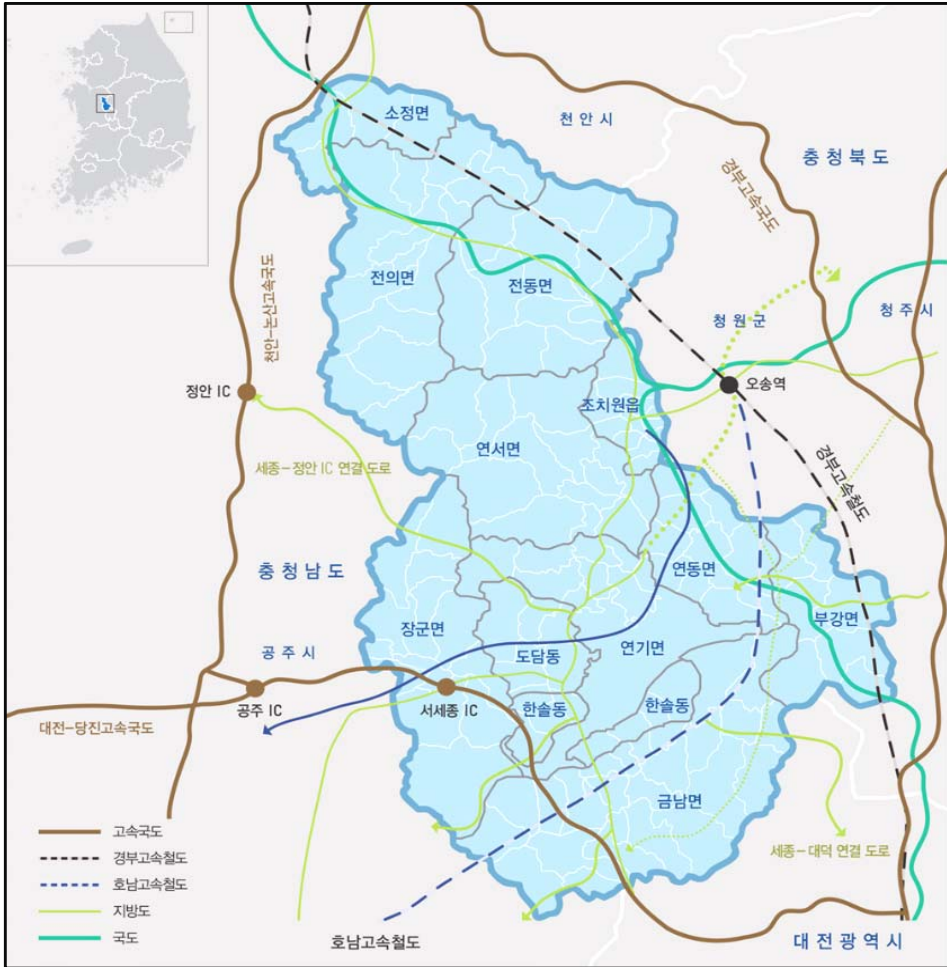 소정면
천안시
충청북도
경부고속국도
전의면
전동면
천안-논산고속국도
청원군
청주시
정안 IC
오송역
조치원읍
연서면
세종-정안 IC 연결 도로
경부고속철도
충청남도
연동면
부강면
장군면
공주시
도담동
연기면
공주 IC
서세종 IC
한솔동
한솔동
대전-당진고속국도
금남면
고속국도
경부고속철도
호남고속철도
지방도
국도
세종-대덕 연결 도로
호남고속철도
대전광역시